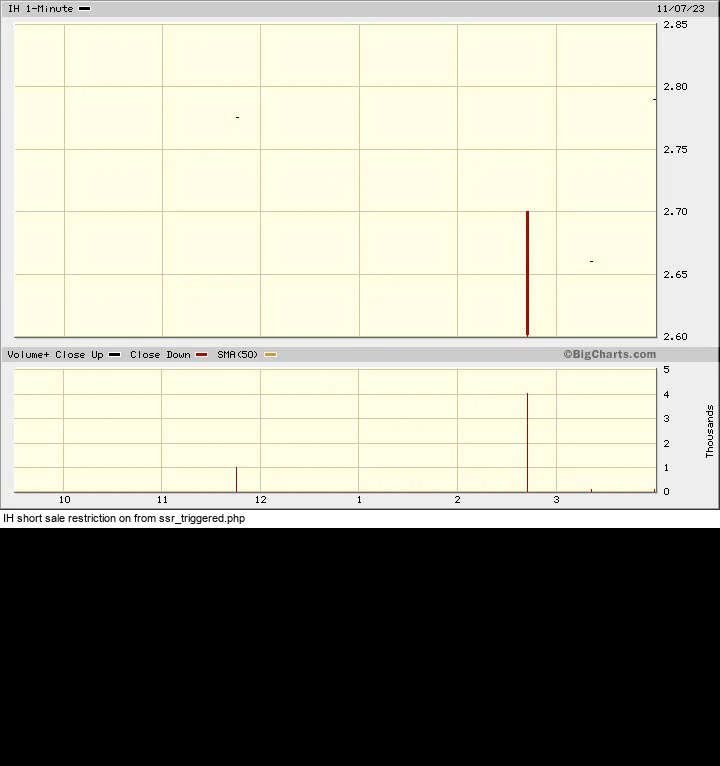 IH 1-Minute 11/07/23
2.85
2.80
2.75
2.70
2.65
2.60
Volume+ Close Up Close Down SMA(50) ©BigCharts.com
5
4
3
2
1
0
Thousands
10 11 12 1 2 3
IH short sale restriction on from ssr_triggered.php